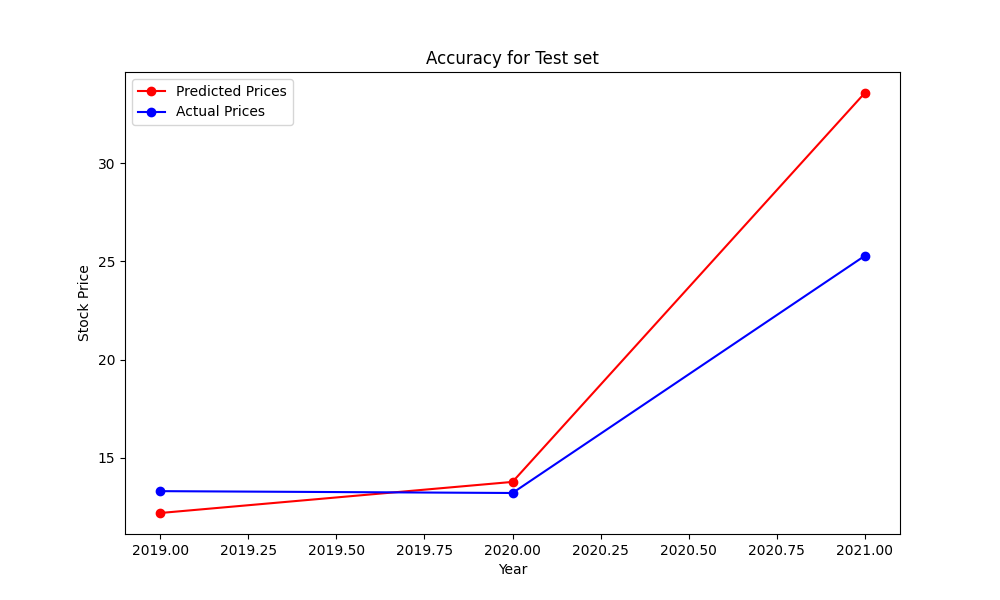 Accuracy for Test set
Predicted Prices
Actual Prices
30
25
20
15
Stock Price
2019.00 2019.25 2019.50 2019.75 2020.00 2020.25 2020.50 2020.75 2021.00
Year